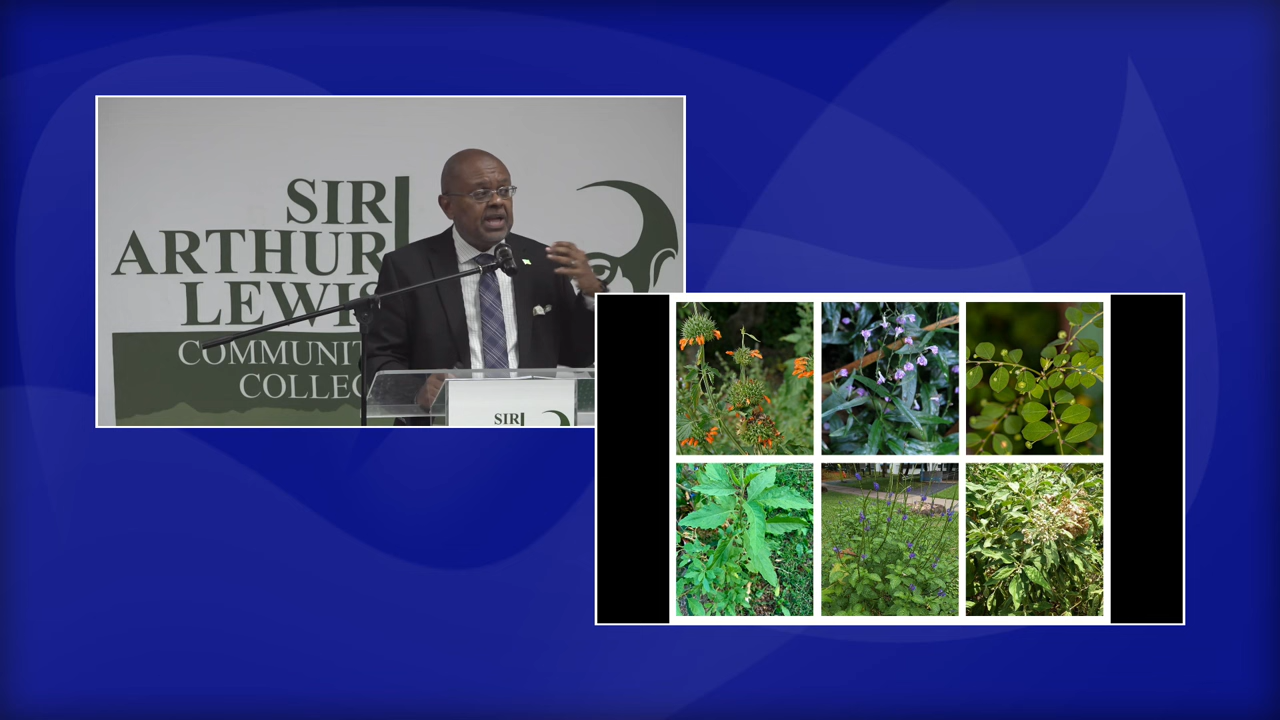 SIR
ARTHUR
LEWIS
COMMUNIT
COLLEG
SIR